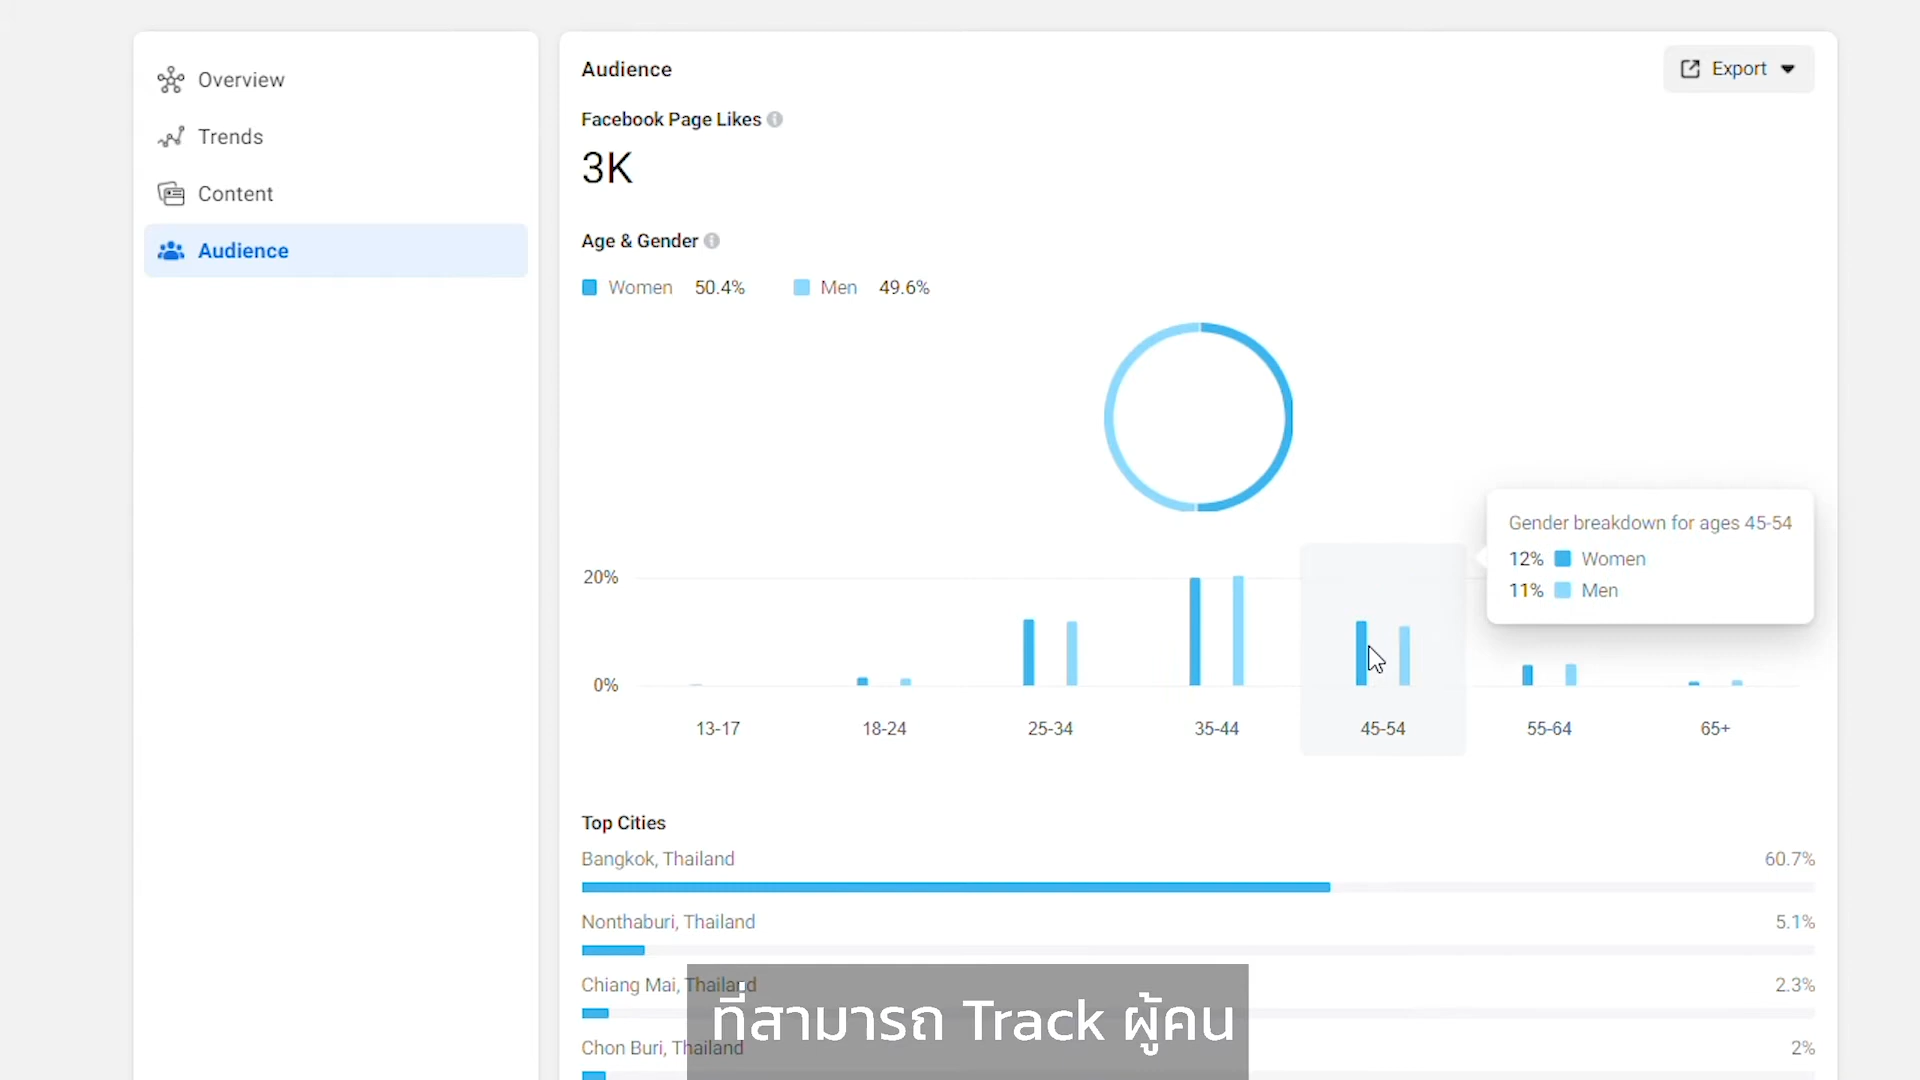 Overview
Trends
Content
Audience
Audience
Export
Facebook Page Likes
3K
Age & Gender
Women 50.4% Men 49.6%
Gender breakdown for ages 45-54
12% Women
11% Men
20%
0%
13-17 18-24 25-34 35-44 45-54 55-64 65+
Top Cities
Bangkok, Thailand 60.7%
Nonthaburi, Thailand 5.1%
Chiang Mai, Thailand 2.3%
ที่สามารถ Track ผู้คน
Chon Buri, Thailand 2%